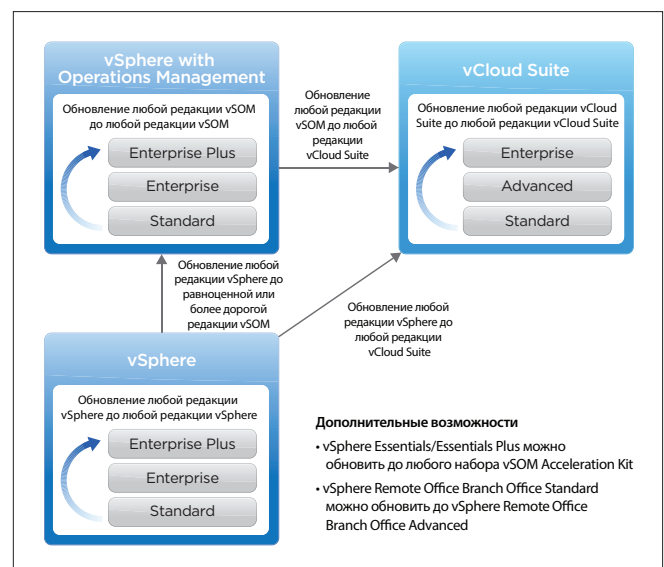 vSphere with
Operations Management
Обновление любой редакции vSOM
до любой редакции vSOM
Enterprise Plus
Enterprise
Standard
Обновление
любой редакции
vSOM до любой
редакции
vCloud Suite
vCloud Suite
Обновление любой редакции vCloud
Suite до любой редакции vCloud Suite
Enterprise
Advanced
Standard
Обновление любой
редакции vSphere до
равноценной или
более дорогой
редакции vSOM
Обновление любой
редакции vSphere до
любой редакции
vCloud Suite
vSphere
Обновление любой редакции
vSphere до любой редакции vSphere
Enterprise Plus
Enterprise
Standard
Дополнительные возможности
• vSphere Essentials/Essentials Plus можно
обновить до любого набора vSOM Acceleration Kit
• vSphere Remote Office Branch Office Standard
можно обновить до vSphere Remote Office
Branch Office Advanced